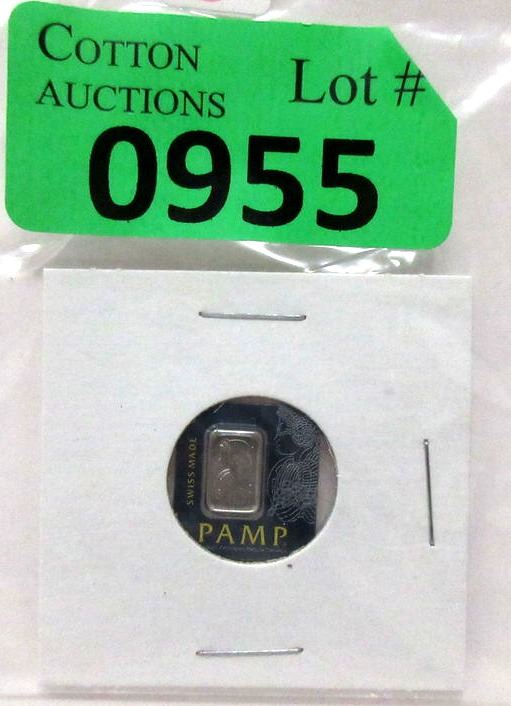 COTTON
AUCTIONS
Lot #
0955
SWISS MADE
PAMP